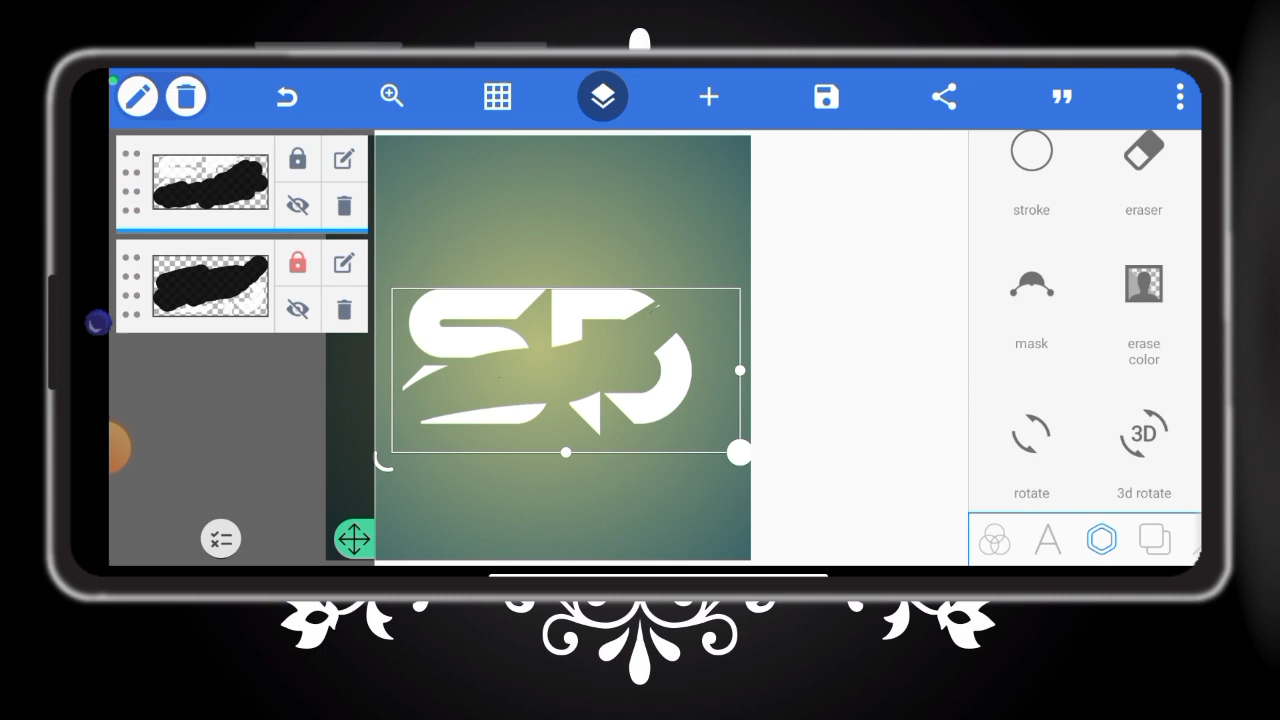 SD
stroke
eraser
mask
erase
color
3D
rotate
3d rotate
A